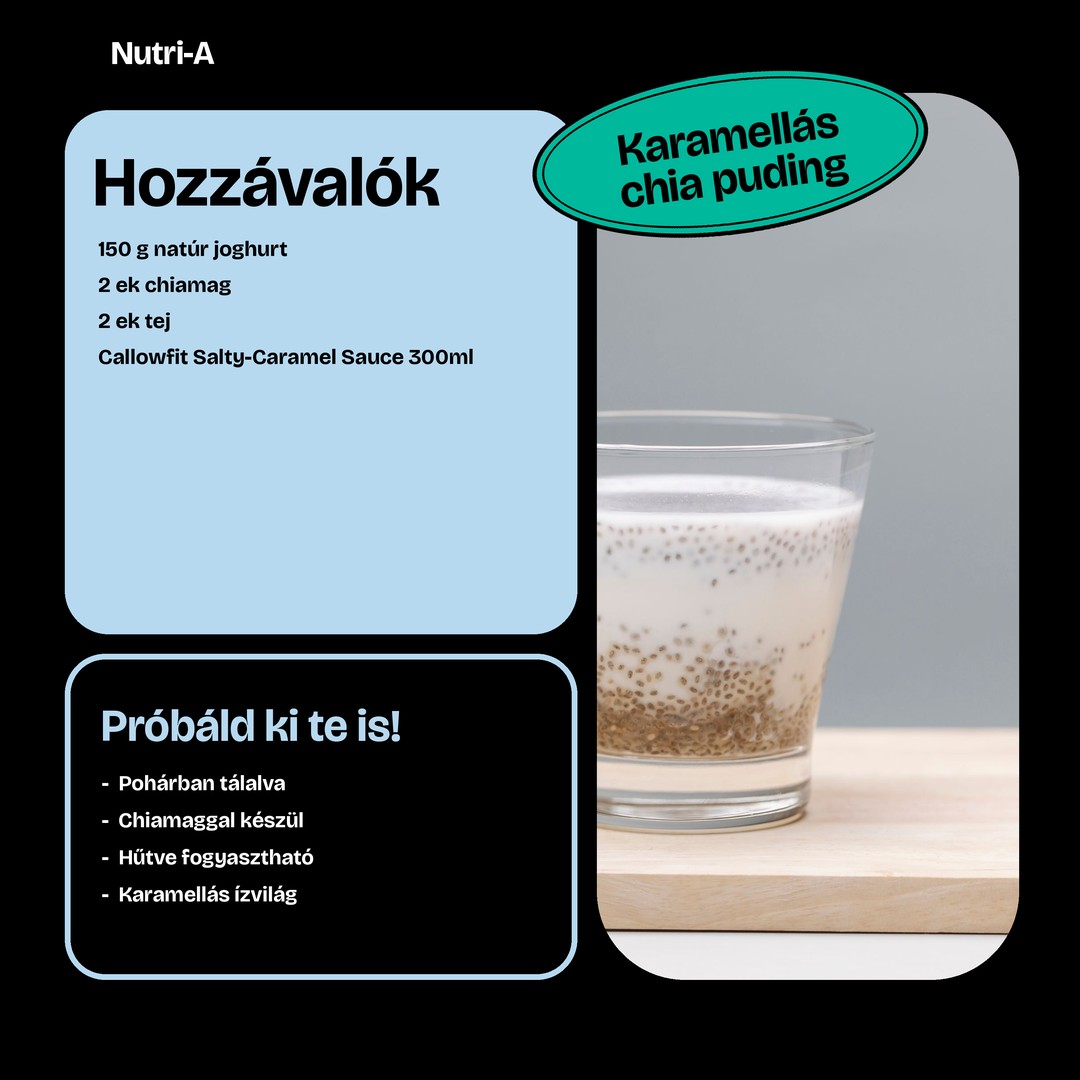 Nutri-A
Karamellás
chia puding
Hozzávalók
150 g natúr joghurt
2 ek chiamag
2 ek tej
Callowfit Salty-Caramel Sauce 300ml
Próbáld ki te is!
- Pohárban tálalva
- Chiamaggal készül
- Hűtve fogyasztható
- Karamellás ízvilág